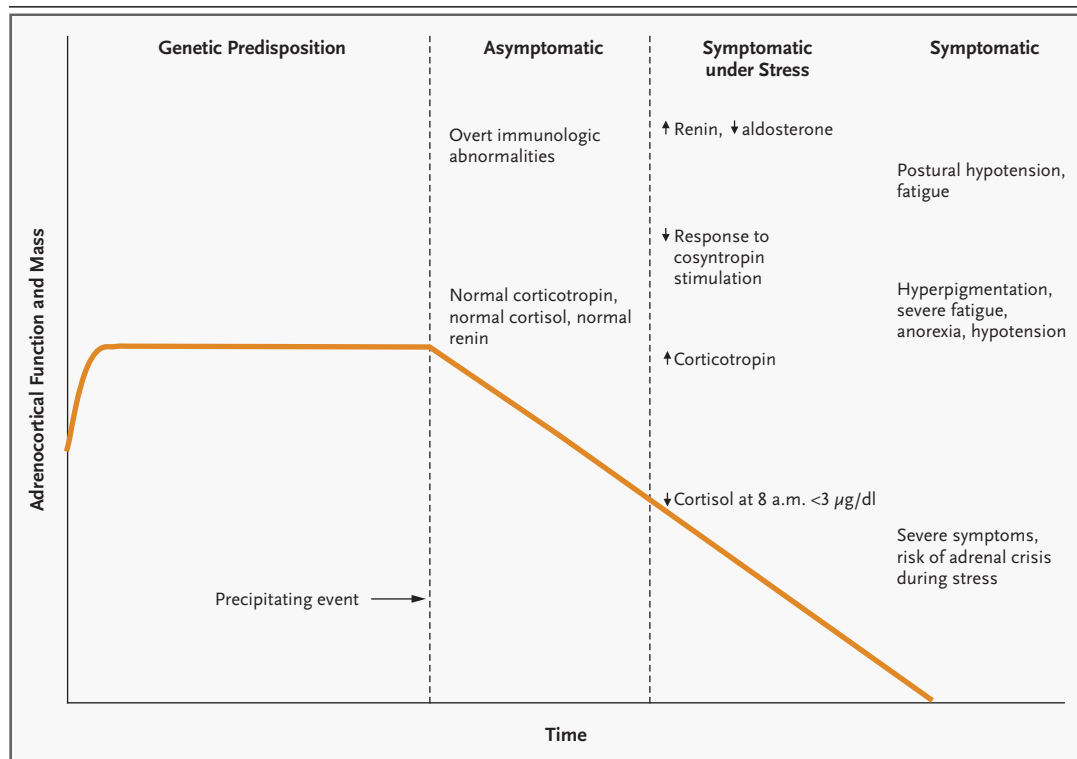 Genetic Predisposition
Asymptomatic
Symptomatic
under Stress
Symptomatic
Overt immunologic
abnormalities
Normal corticotropin,
normal cortisol, normal
renin
↑ Renin, ↓ aldosterone
↓ Response to
cosyntropin
stimulation
↑ Corticotropin
↓ Cortisol at 8 a.m. <3 µg/dl
Postural hypotension,
fatigue
Hyperpigmentation,
severe fatigue,
anorexia, hypotension
Severe symptoms,
risk of adrenal crisis
during stress
Precipitating event
Adrenocortical Function and Mass
Time